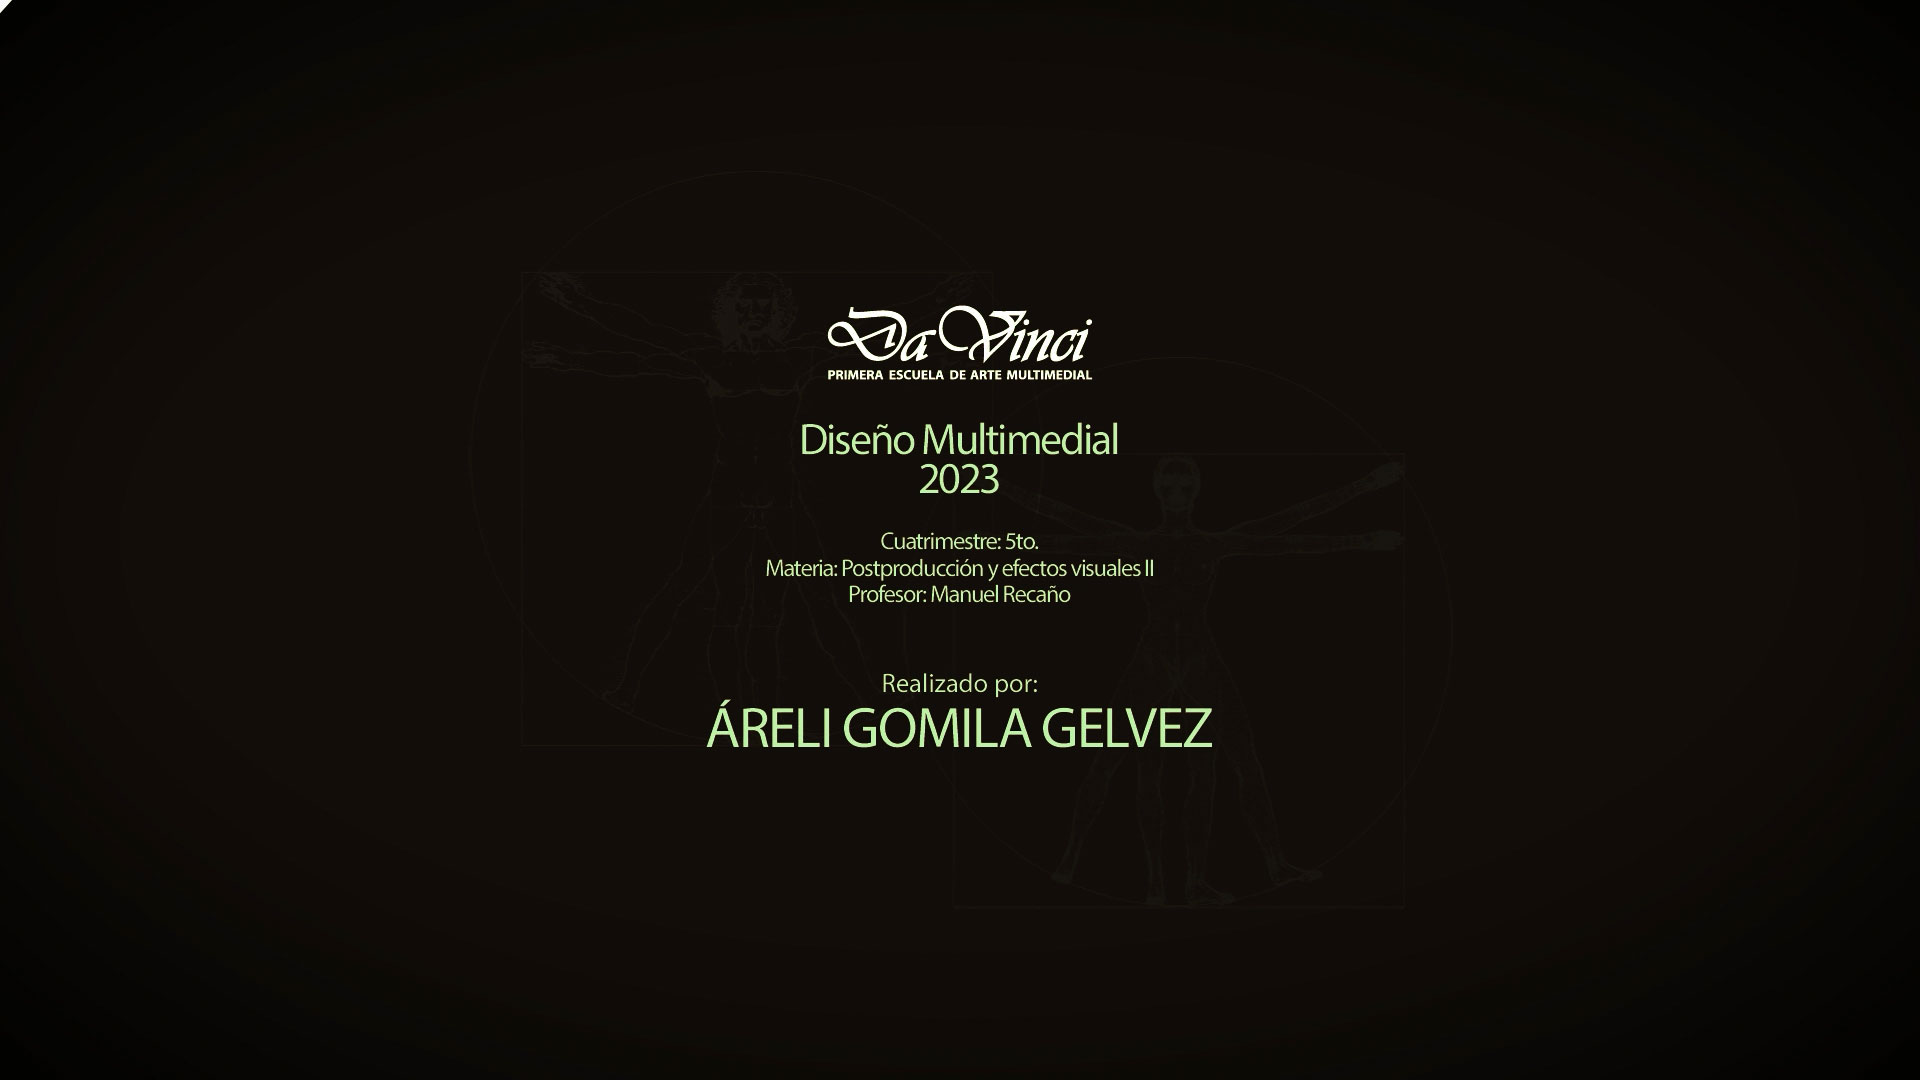 Da Vinci
PRIMERA ESCUELA DE ARTE MULTIMEDIAL
Diseño Multimedial
2023
Cuatrimestre: 5to.
Materia: Postproducción y efectos visuales II
Profesor: Manuel Recaño
Realizado por:
ÁRELI GOMILA GELVEZ